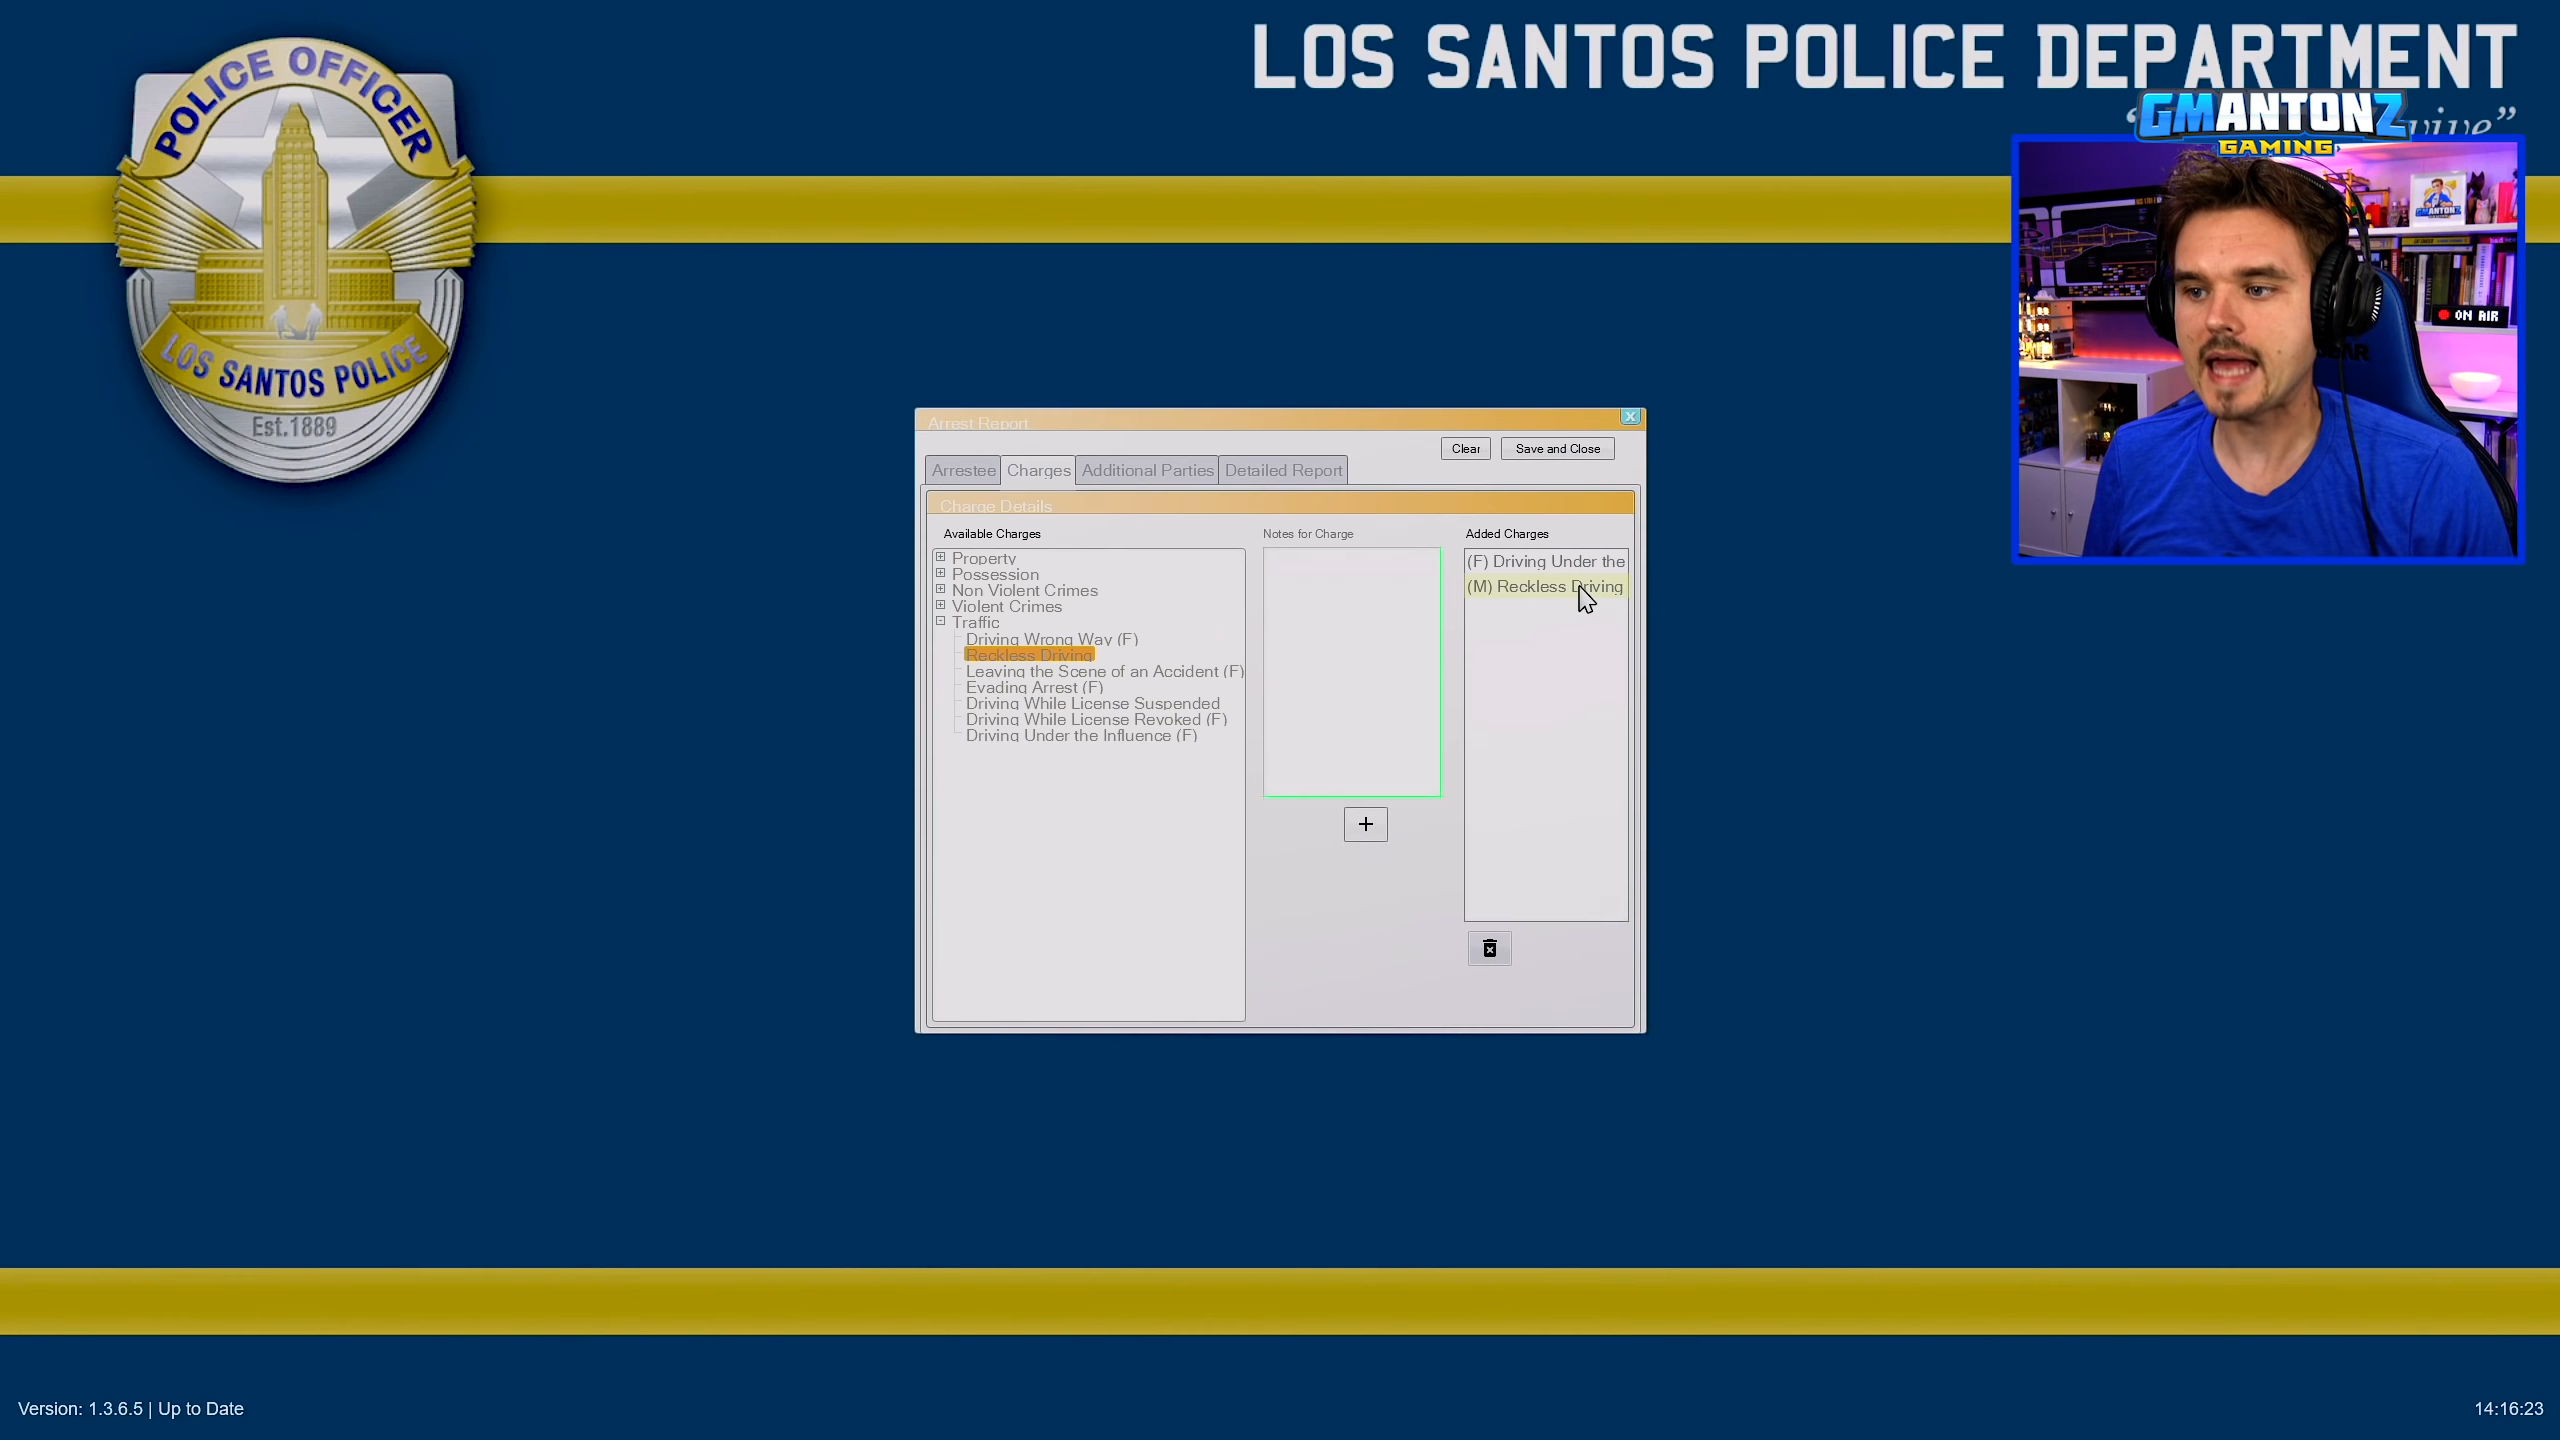 LOS SANTOS POLICE DEPARTMENT
GMANTONZ
GAMING
POLICE OFFICER
LOS SANTOS POLICE
Est.1889
GMANTONZ
ON AIR
Arrest Report
Clear
Save and Close
Arrestee
Charges
Additional Parties
Detailed Report
Charge Details
Available Charges
Notes for Charge
Added Charges
Property
Possession
Non Violent Crimes
Violent Crimes
Traffic
Driving Wrong Way (F)
Reckless Driving
Leaving the Scene of an Accident (F)
Evading Arrest (F)
Driving While License Suspended
Driving While License Revoked (F)
Driving Under the Influence (F)
(F) Driving Under the
(M) Reckless Driving
Version: 1.3.6.5 | Up to Date
14:16:23